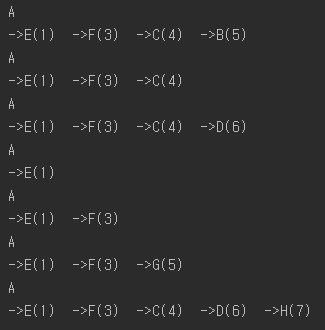 A
->E(1)  ->F(3)  ->C(4)  ->B(5)
A
->E(1)  ->F(3)  ->C(4)
A
->E(1)  ->F(3)  ->C(4)  ->D(6)
A
->E(1)
A
->E(1)  ->F(3)
A
->E(1)  ->F(3)  ->G(5)
A
->E(1)  ->F(3)  ->C(4)  ->D(6)  ->H(7)